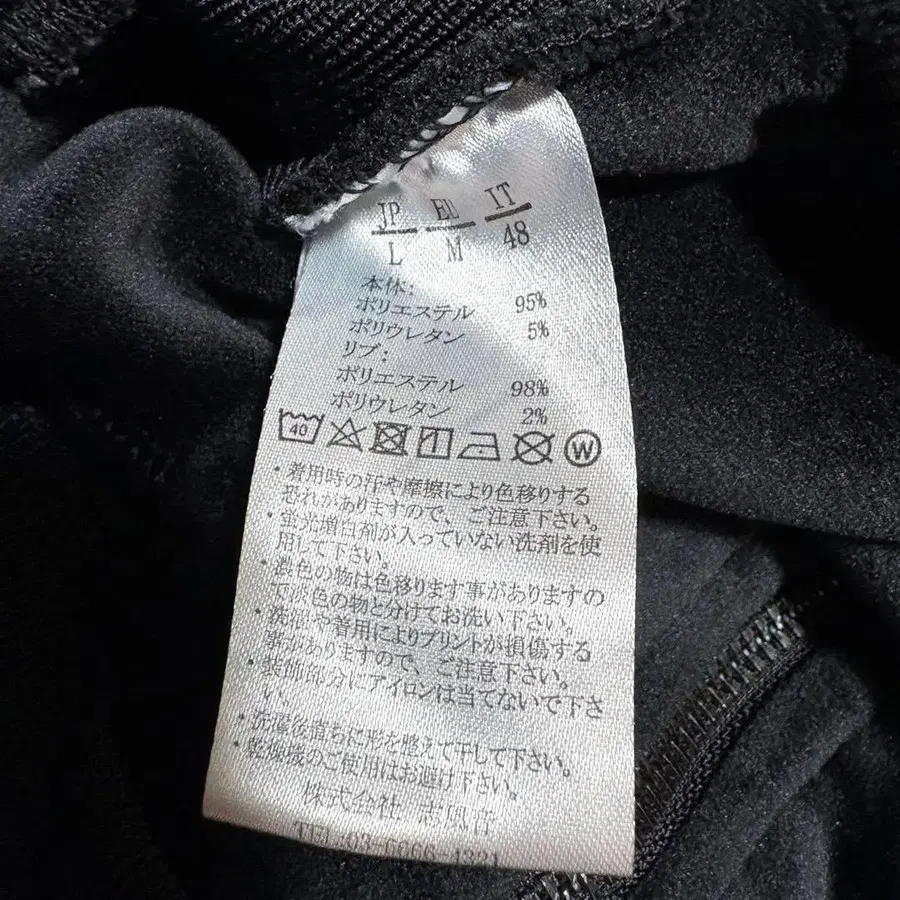 JP EU IT
L M 48
本体:
ポリエステル 95%
ポリウレタン 5%
リブ:
ポリエステル 98%
ポリウレタン 2%
40 W
・着用時の汗や摩擦により色移りする
恐れがありますので、ご注意下さい。
・蛍光増白剤が入っていない洗剤を使
用して下さい。
・濃色の物は色移ります事がありますの
で淡色の物と分けてお洗い下さい。
・洗濯や着用によりプリントが損傷する
事がありますので、ご注意下さい。
・装飾部分にアイロンは当てないで下さ
い。
・洗濯後直ちに形を整えて干して下さい。
・乾燥機のご使用はお避け下さい。
株式会社 志風音
TEL:03-6066-4321